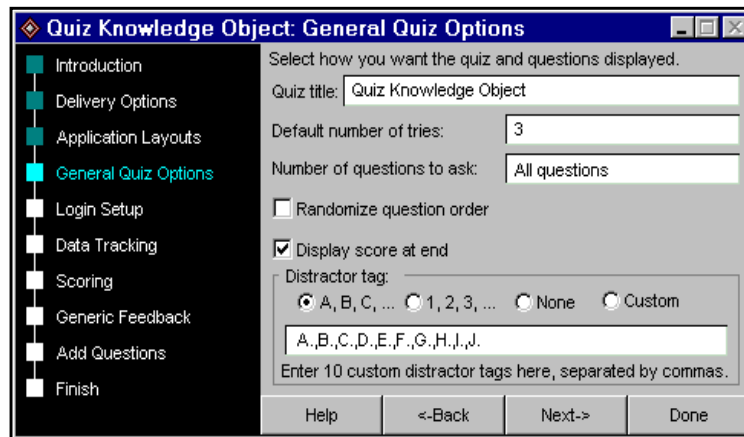 Quiz Knowledge Object: General Quiz Options
Introduction
Delivery Options
Application Layouts
General Quiz Options
Login Setup
Data Tracking
Scoring
Generic Feedback
Add Questions
Finish
Select how you want the quiz and questions displayed.
Quiz title: Quiz Knowledge Object
Default number of tries: 3
Number of questions to ask: All questions
Randomize question order
Display score at end
Distractor tag:
A, B, C, ... 1, 2, 3, ... None Custom
A.,B.,C.,D.,E.,F.,G.,H.,I.,J.
Enter 10 custom distractor tags here, separated by commas.
Help <-Back Next-> Done